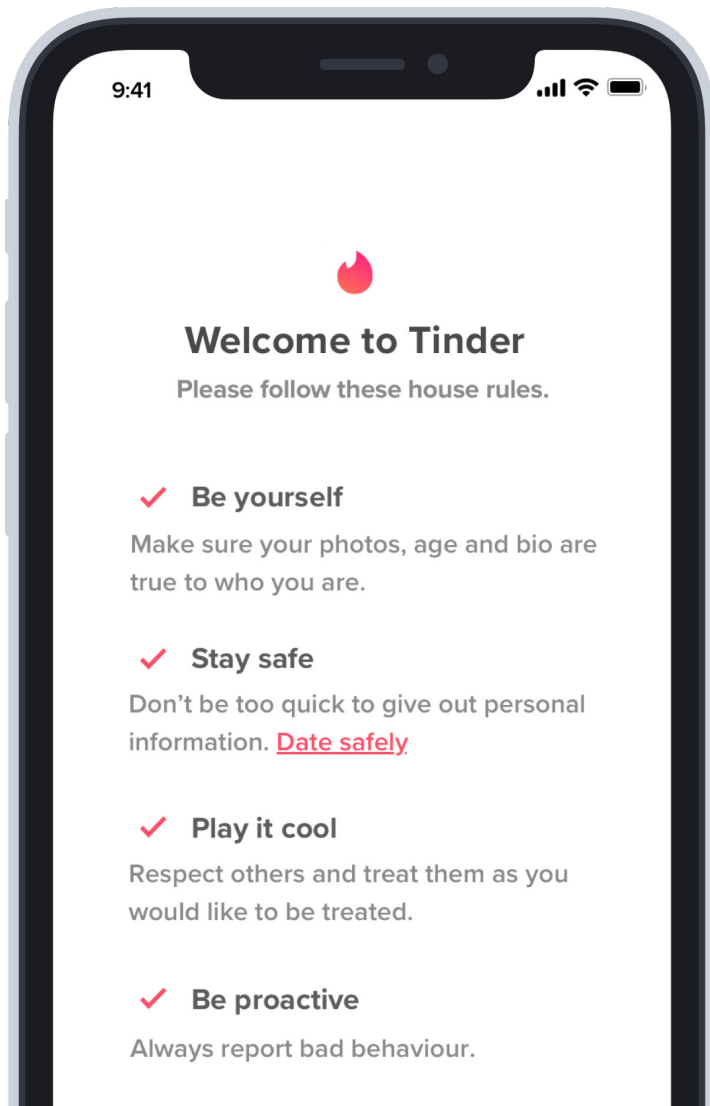 9:41
Welcome to Tinder
Please follow these house rules.
Be yourself
Make sure your photos, age and bio are
true to who you are.
Stay safe
Don’t be too quick to give out personal
information. Date safely
Play it cool
Respect others and treat them as you
would like to be treated.
Be proactive
Always report bad behaviour.